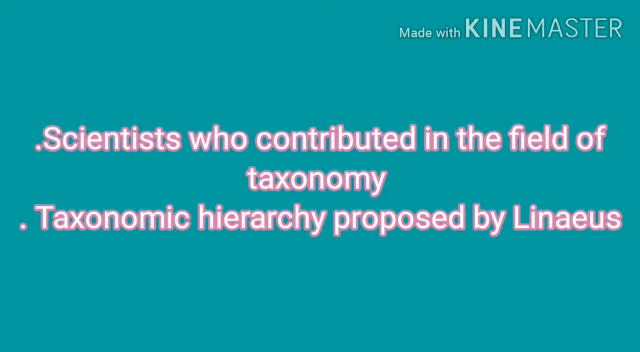 Made with KINEMASTER
.Scientists who contributed in the field of
taxonomy
. Taxonomic hierarchy proposed by Linaeus